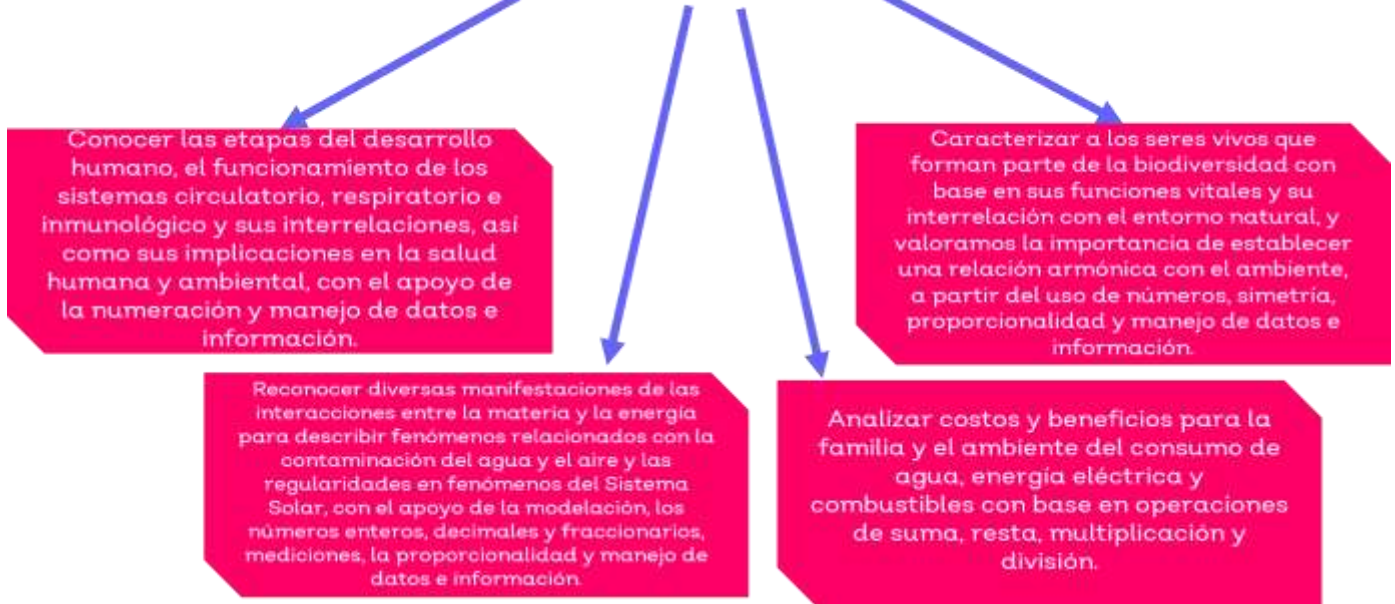 Conocer las etapas del desarrollo
humano, el funcionamiento de los
sistemas circulatorio, respiratorio e
inmunológico y sus interrelaciones, así
como sus implicaciones en la salud
humana y ambiental, con el apoyo de
la numeración y manejo de datos e
información.
Caracterizar a los seres vivos que
forman parte de la biodiversidad con
base en sus funciones vitales y su
interrelación con el entorno natural, y
valoramos la importancia de establecer
una relación armónica con el ambiente,
a partir del uso de números, simetría,
proporcionalidad y manejo de datos e
información.
Reconocer diversas manifestaciones de las
interacciones entre la materia y la energía
para describir fenómenos relacionados con la
contaminación del agua y el aire y las
regularidades en fenómenos del Sistema
Solar, con el apoyo de la modelación, los
números enteros, decimales y fraccionarios,
mediciones, la proporcionalidad y manejo de
datos e información.
Analizar costos y beneficios para la
familia y el ambiente del consumo de
agua, energía eléctrica y
combustibles con base en operaciones
de suma, resta, multiplicación y
división.